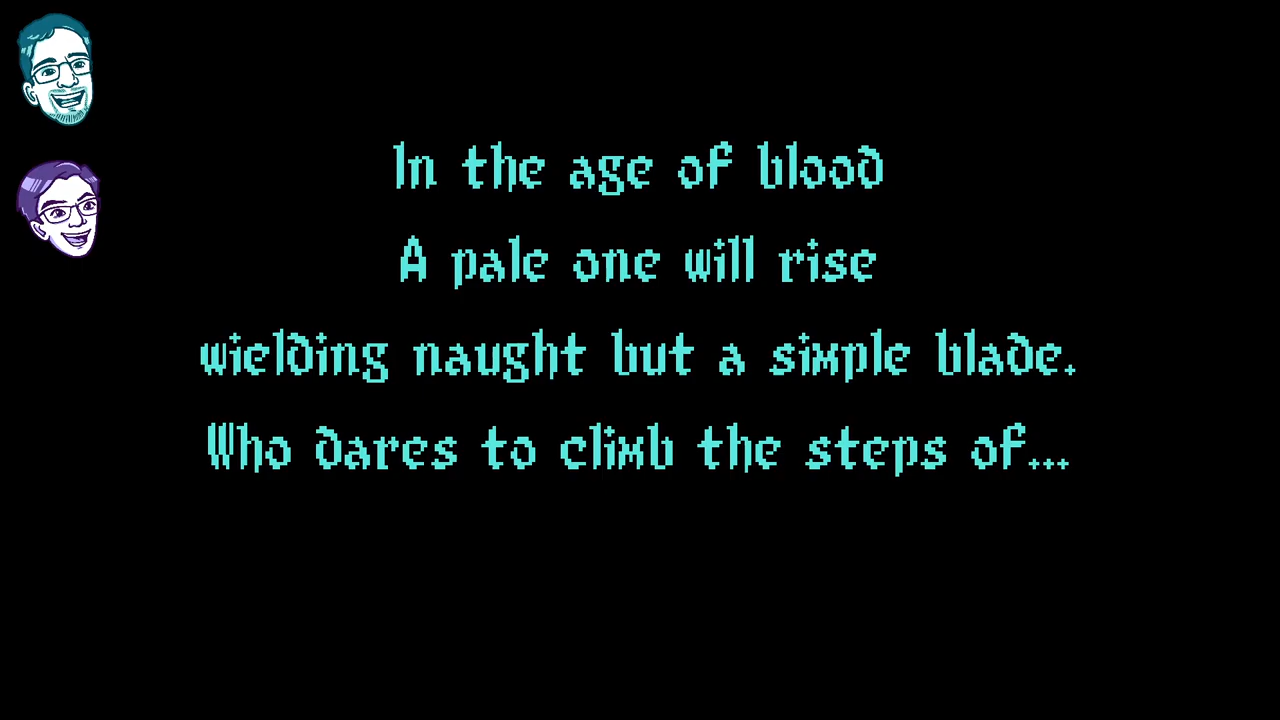 In the age of blood
A pale one will rise
wielding naught but a simple blade.
Who dares to climb the steps of...